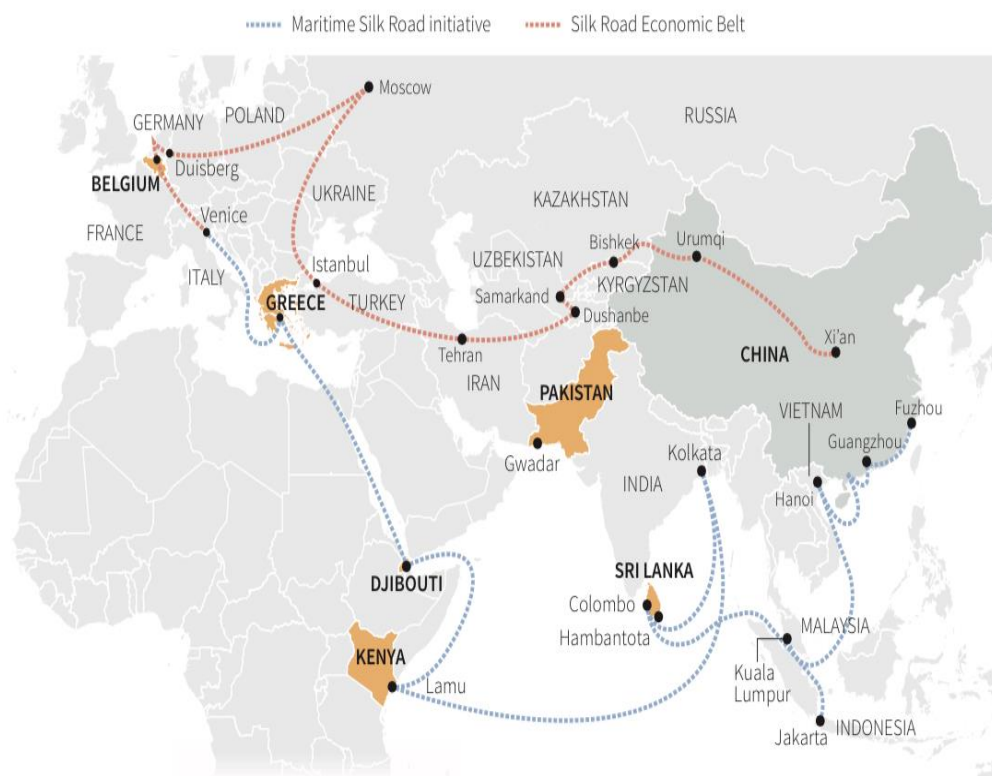 Maritime Silk Road initiative
Silk Road Economic Belt
Moscow
RUSSIA
POLAND
GERMANY
Duisberg
BELGIUM
UKRAINE
KAZAKHSTAN
Venice
FRANCE
Bishkek
Urumqi
UZBEKISTAN
Istanbul
ITALY
KYRGYZSTAN
Samarkand
GREECE
TURKEY
Dushanbe
Xi'an
Tehran
CHINA
IRAN
PAKISTAN
VIETNAM
Fuzhou
Guangzhou
Kolkata
Gwadar
INDIA
Hanoi
SRI LANKA
DJIBOUTI
Colombo
Hambantota
MALAYSIA
KENYA
Kuala
Lumpur
Lamu
Jakarta
INDONESIA